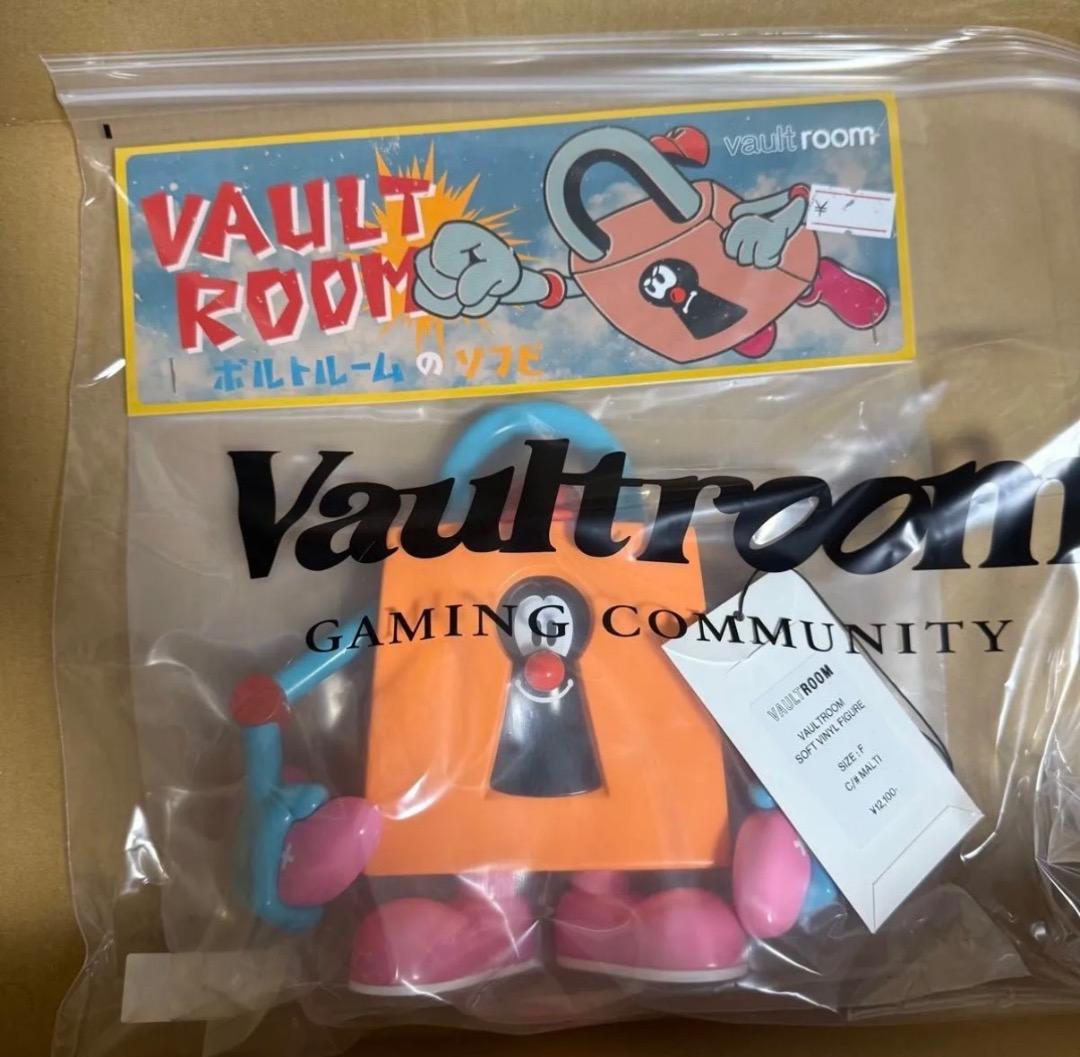 vaultroom
VAULT
ROOM
¥
ボルトルームのソフビ
Vaultroom
GAMING COMMUNITY
VAULTROOM
VAULTROOM
SOFT VINYL FIGURE
SIZE : F
C/# MALTI
¥12,100-